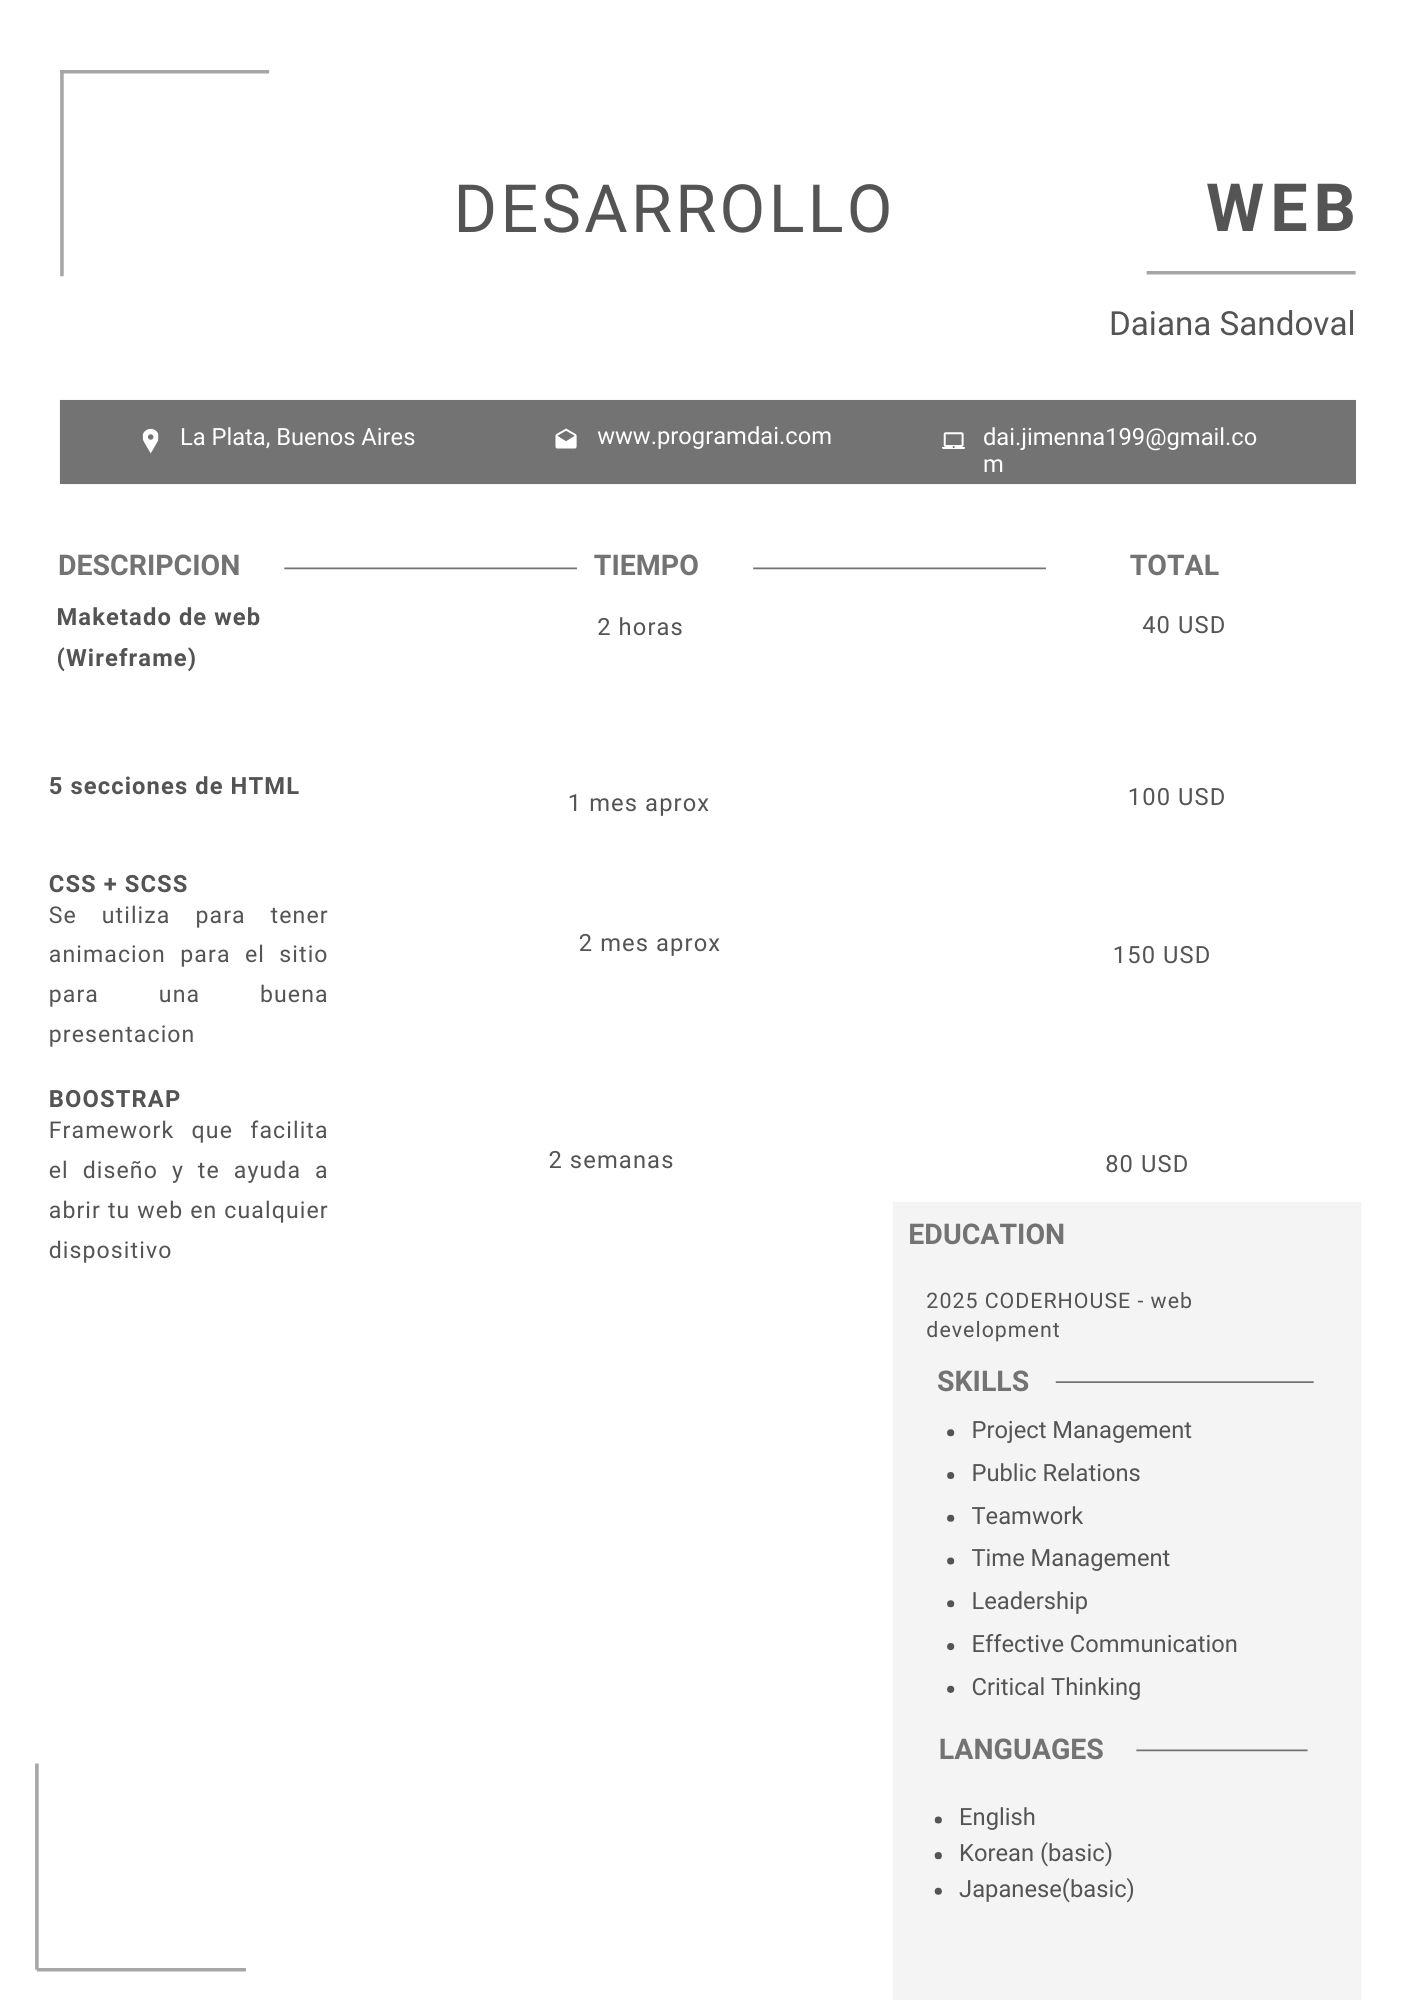 DESARROLLO WEB
Daiana Sandoval
La Plata, Buenos Aires
www.programdai.com
dai.jimenna199@gmail.co
m
DESCRIPCION TIEMPO TOTAL
Maketado de web
(Wireframe)
2 horas
40 USD
5 secciones de HTML
1 mes aprox
100 USD
CSS + SCSS
Se utiliza para tener
animacion para el sitio
para una buena
presentacion
2 mes aprox
150 USD
BOOSTRAP
Framework que facilita
el diseño y te ayuda a
abrir tu web en cualquier
dispositivo
2 semanas
80 USD
EDUCATION
2025 CODERHOUSE - web
development
SKILLS
• Project Management
• Public Relations
• Teamwork
• Time Management
• Leadership
• Effective Communication
• Critical Thinking
LANGUAGES
• English
• Korean (basic)
• Japanese(basic)